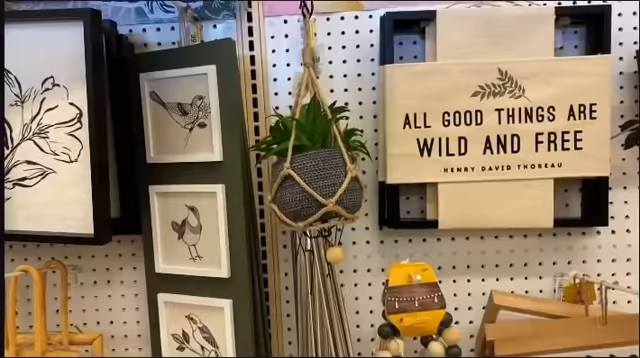 ALL GOOD THINGS ARE
WILD AND FREE
HENRY DAVID THOREAU